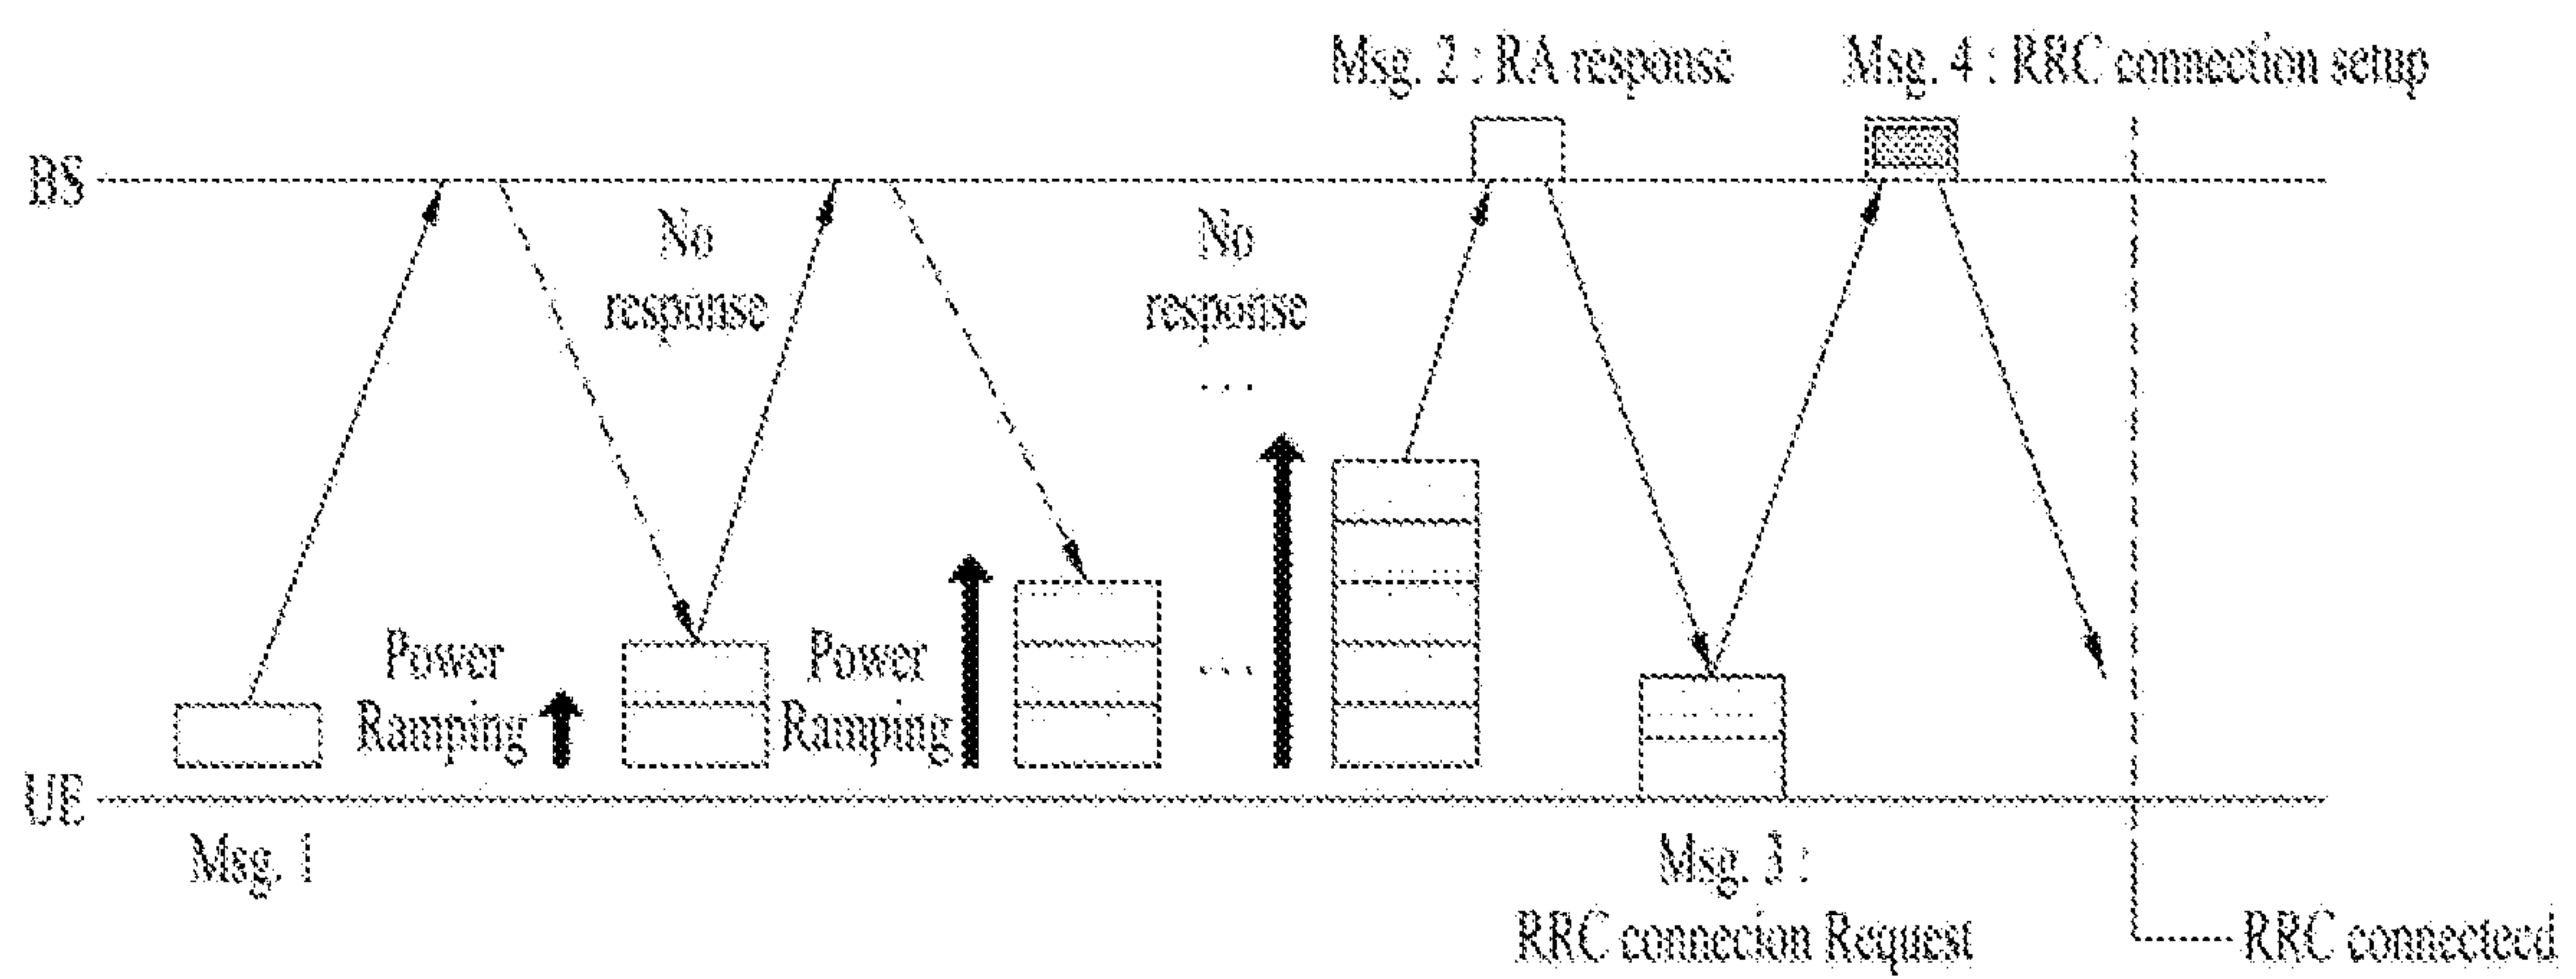 Msg. 2 : RA response
Msg. 4 : RRC connection setup
BS
No
response
No
response
...
Power
Ramping
Power
Ramping
...
UE
Msg. 1
Msg. 3 :
RRC connecion Request
RRC connecteed